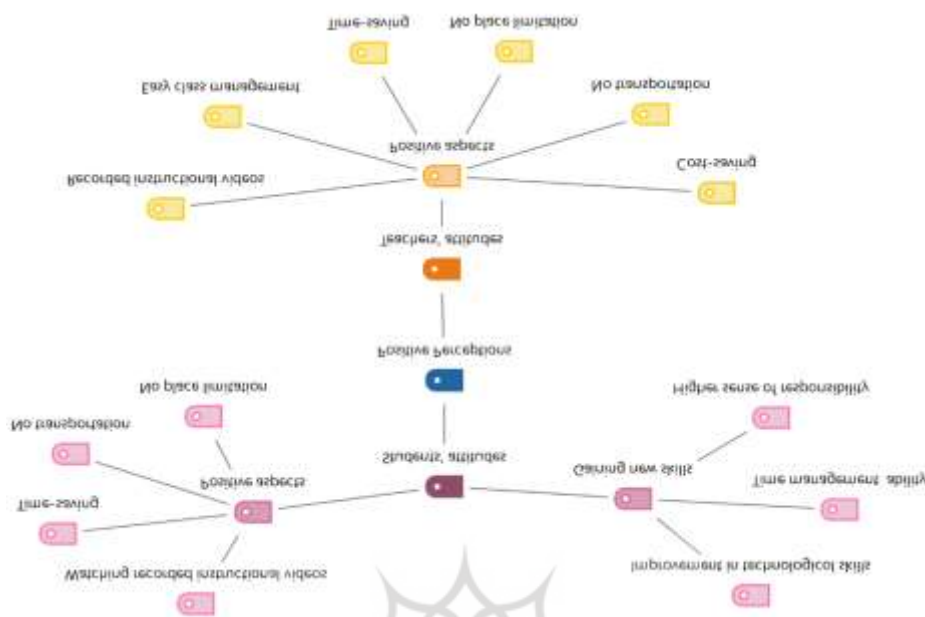 Time-saving
No place limitation
Easy class management
No transportation
Positive aspects
Cost-saving
Recorded instructional videos
Teachers' attitudes
Positive Perceptions
No place limitation
Higher sense of responsibility
No transportation
Students' attitudes
Gaining new skills
Positive aspects
Time management ability
Time-saving
Improvement in technological skills
Watching recorded instructional videos